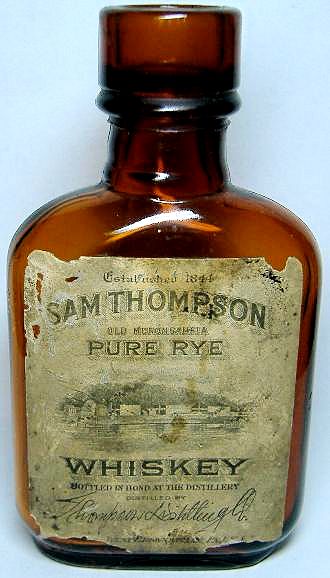 Established 1844
SAM THOMPSON
OLD MONONGAHELA
PURE RYE
WHISKEY
BOTTLED IN BOND AT THE DISTILLERY
DISTILLED BY
Thompson Distilling Co.